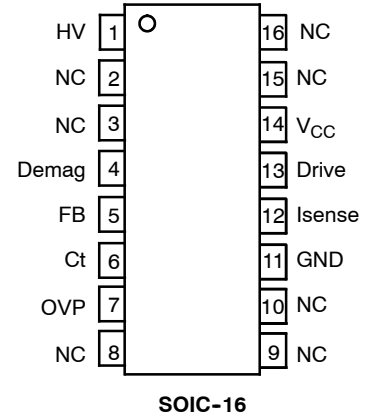 HV 1 16 NC
NC 2 15 NC
NC 3 14 VCC
Demag 4 13 Drive
FB 5 12 Isense
Ct 6 11 GND
OVP 7 10 NC
NC 8 9 NC
SOIC-16